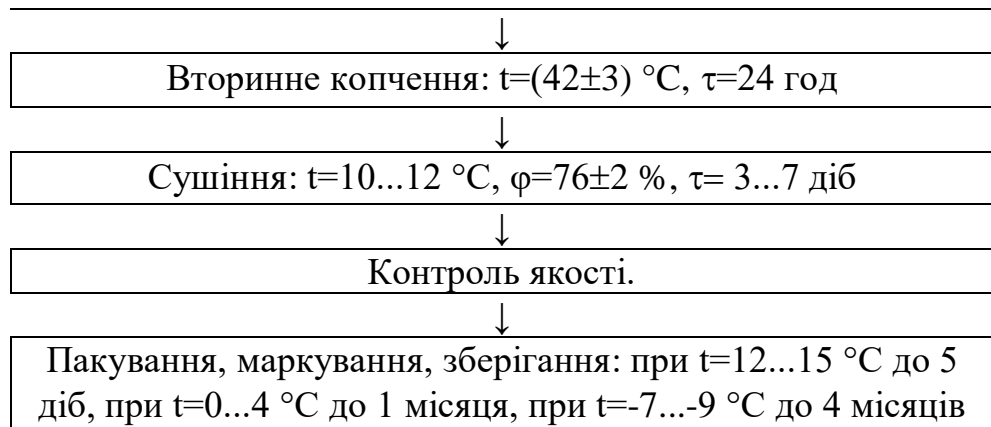 ↓
Вторинне копчення: t=(42±3) °С, τ=24 год
↓
Сушіння: t=10...12 °С, φ=76±2 %, τ= 3...7 діб
↓
Контроль якості.
↓
Пакування, маркування, зберігання: при t=12...15 °С до 5
діб, при t=0...4 °С до 1 місяця, при t=-7...-9 °С до 4 місяців